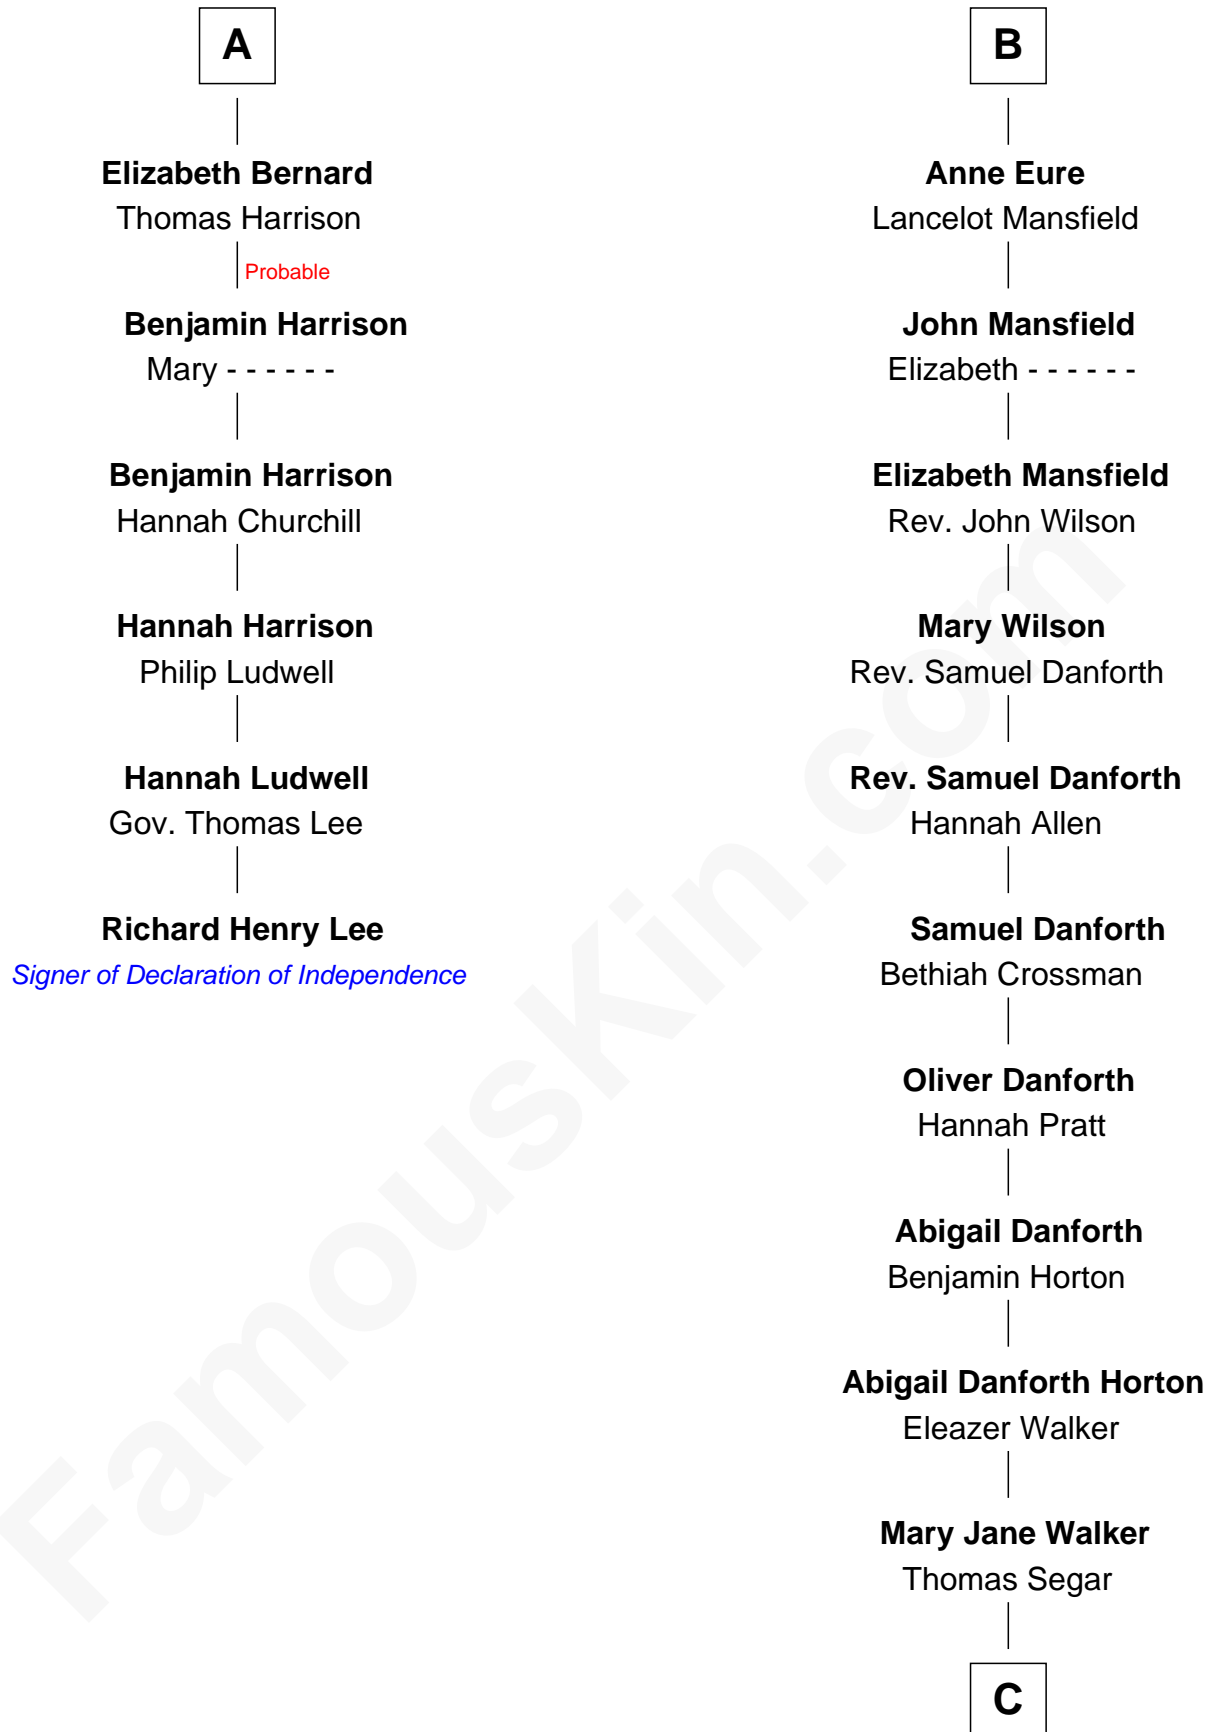 A
Elizabeth Bernard
Thomas Harrison
Probable
Benjamin Harrison
Mary - - - - - -
Benjamin Harrison
Hannah Churchill
Hannah Harrison
Philip Ludwell
Hannah Ludwell
Gov. Thomas Lee
Richard Henry Lee
Signer of Declaration of Independence
B
Anne Eure
Lancelot Mansfield
John Mansfield
Elizabeth - - - - - -
Elizabeth Mansfield
Rev. John Wilson
Mary Wilson
Rev. Samuel Danforth
Rev. Samuel Danforth
Hannah Allen
Samuel Danforth
Bethiah Crossman
Oliver Danforth
Hannah Pratt
Abigail Danforth
Benjamin Horton
Abigail Danforth Horton
Eleazer Walker
Mary Jane Walker
Thomas Segar
C
FamousKin.com